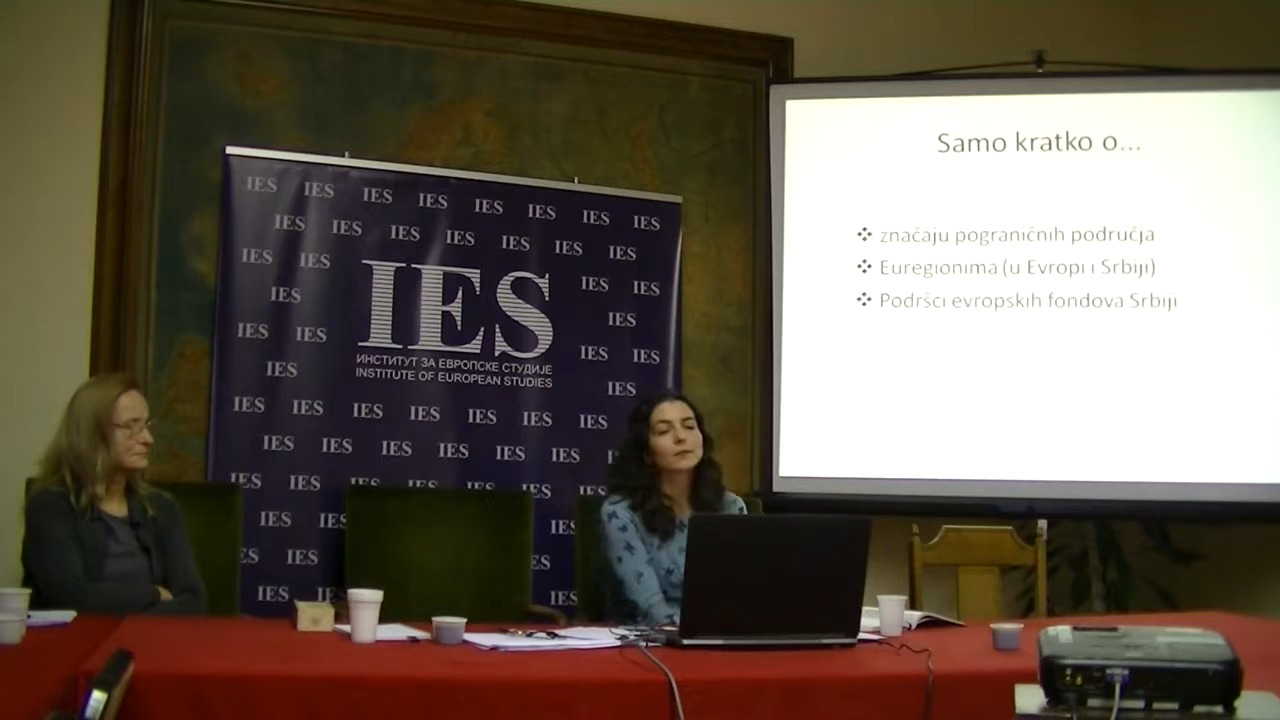 IES
ИНСТИТУТ ЗА ЕВРОПСКЕ СТУДИЈЕ
INSTITUTE OF EUROPEAN STUDIES
Samo kratko o...
značaju pograničnih područja
Euregionima (u Evropi i Srbiji)
Podršci evropskih fondova Srbiji